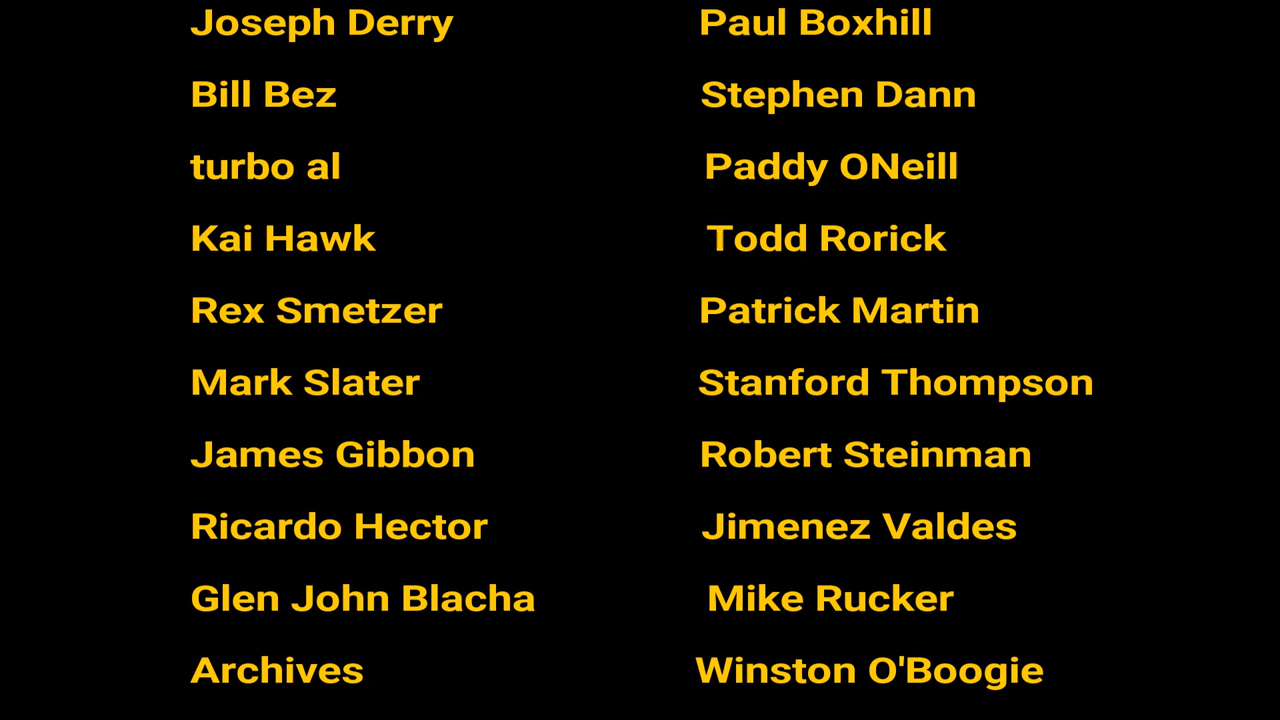 Joseph Derry Paul Boxhill
Bill Bez Stephen Dann
turbo al Paddy ONeill
Kai Hawk Todd Rorick
Rex Smetzer Patrick Martin
Mark Slater Stanford Thompson
James Gibbon Robert Steinman
Ricardo Hector Jimenez Valdes
Glen John Blacha Mike Rucker
Archives Winston O'Boogie